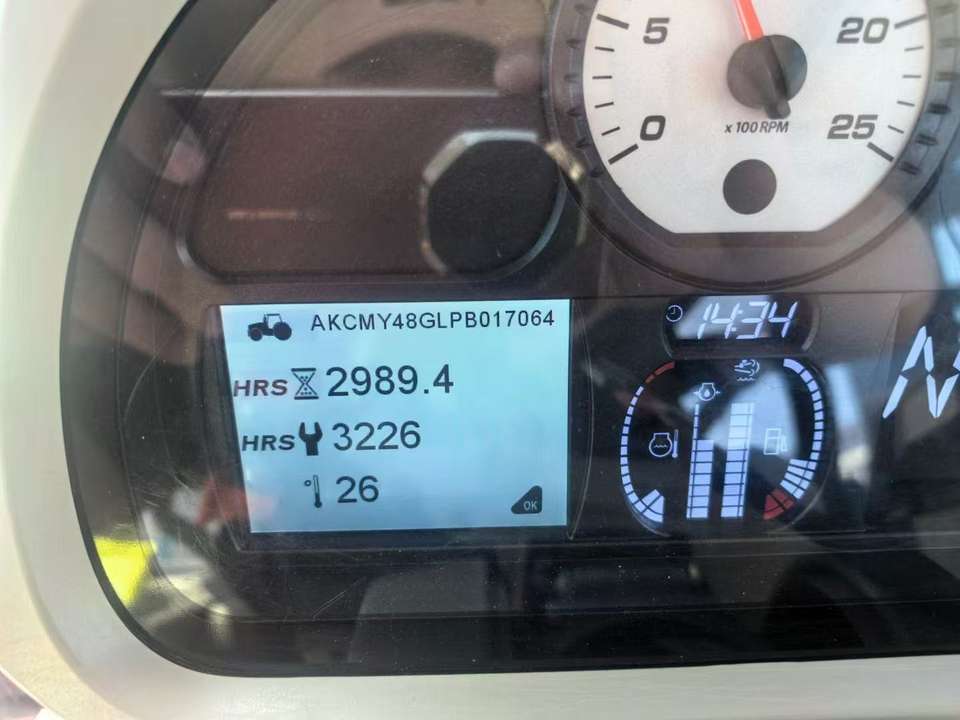 5
20
0
x 100 RPM
25
AKCMY48GLPB017064
14:34
HRS 2989.4
HRS 3226
° 26
OK
N